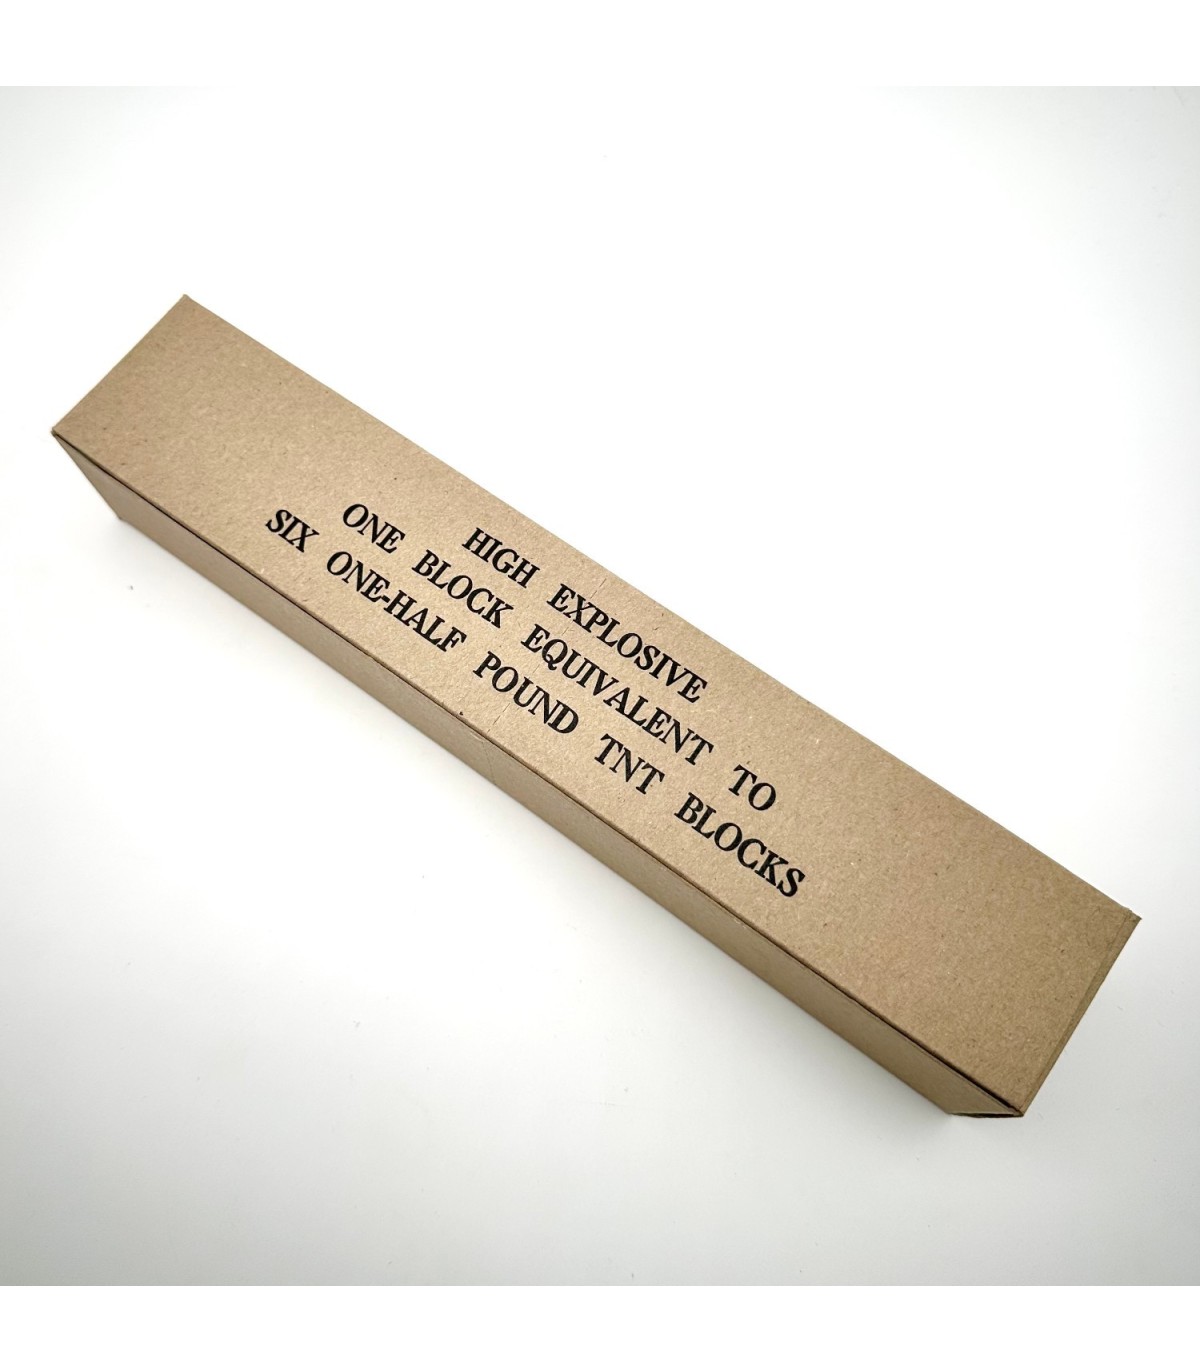 HIGH EXPLOSIVE
ONE BLOCK EQUIVALENT TO
SIX ONE-HALF POUND TNT BLOCKS